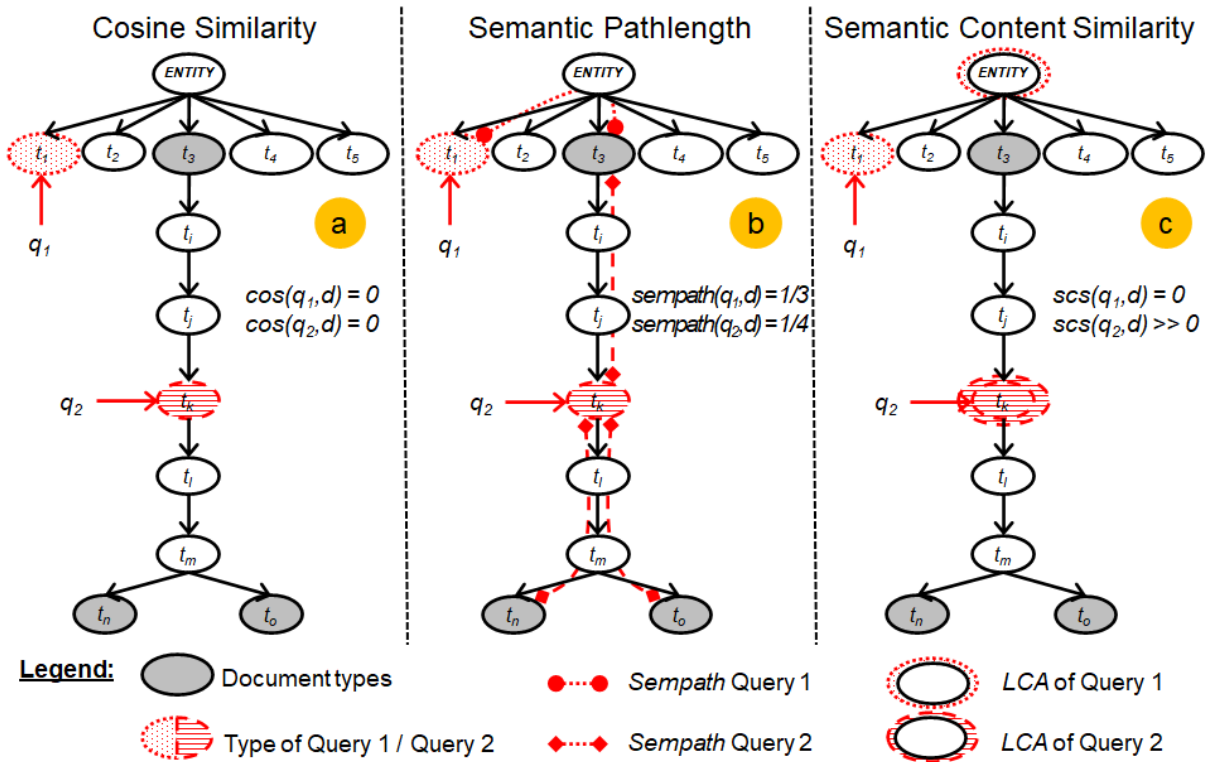 Cosine Similarity
ENTITY
t1
t2
t3
t4
t5
q1
ti
a
tj
cos(q1,d) = 0
cos(q2,d) = 0
q2
tk
tl
tm
tn
to
Semantic Pathlength
ENTITY
t1
t2
t3
t4
t5
q1
ti
b
tj
sempath(q1,d) = 1/3
sempath(q2,d) = 1/4
q2
tk
tl
tm
tn
to
Semantic Content Similarity
ENTITY
t1
t2
t3
t4
t5
q1
ti
c
tj
scs(q1,d) = 0
scs(q2,d) >> 0
q2
tk
tl
tm
tn
to
Legend:
Document types
Type of Query 1 / Query 2
Sempath Query 1
Sempath Query 2
LCA of Query 1
LCA of Query 2